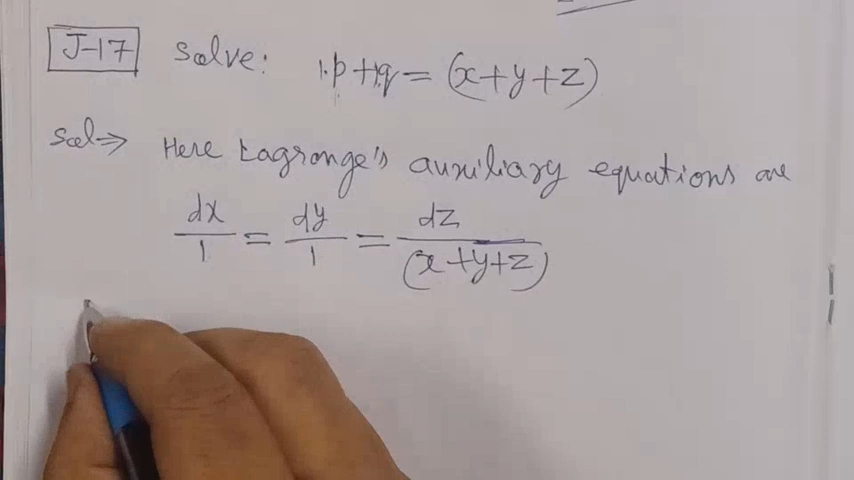 J-17 Solve: 1.p+1.q = (x+y+z)
Sol⇒ Here Lagrange's auxiliary equations are
dx/1 = dy/1 = dz/(x+y+z)